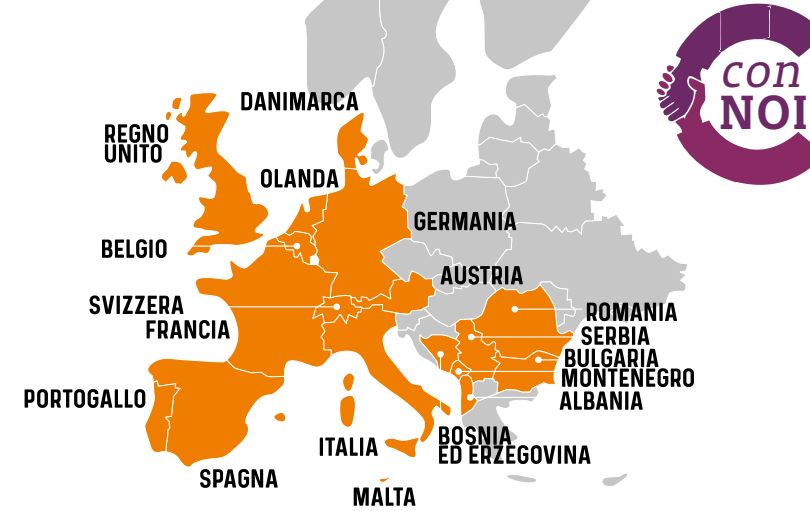 con
NOI
DANIMARCA
REGNO
UNITO
OLANDA
GERMANIA
BELGIO
AUSTRIA
SVIZZERA
ROMANIA
FRANCIA
SERBIA
BULGARIA
MONTENEGRO
PORTOGALLO
ALBANIA
ITALIA
BOSNIA
ED ERZEGOVINA
SPAGNA
MALTA